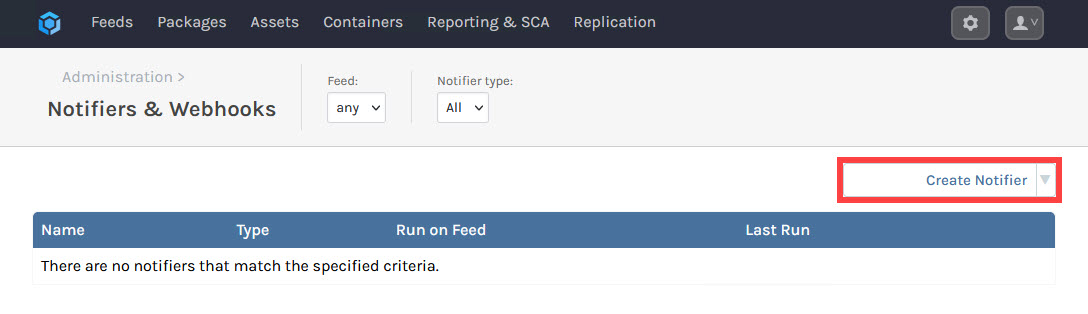 Feeds Packages Assets Containers Reporting & SCA Replication
Administration >
Notifiers & Webhooks
Feed:
any
Notifier type:
All
Create Notifier
Name Type Run on Feed Last Run
There are no notifiers that match the specified criteria.